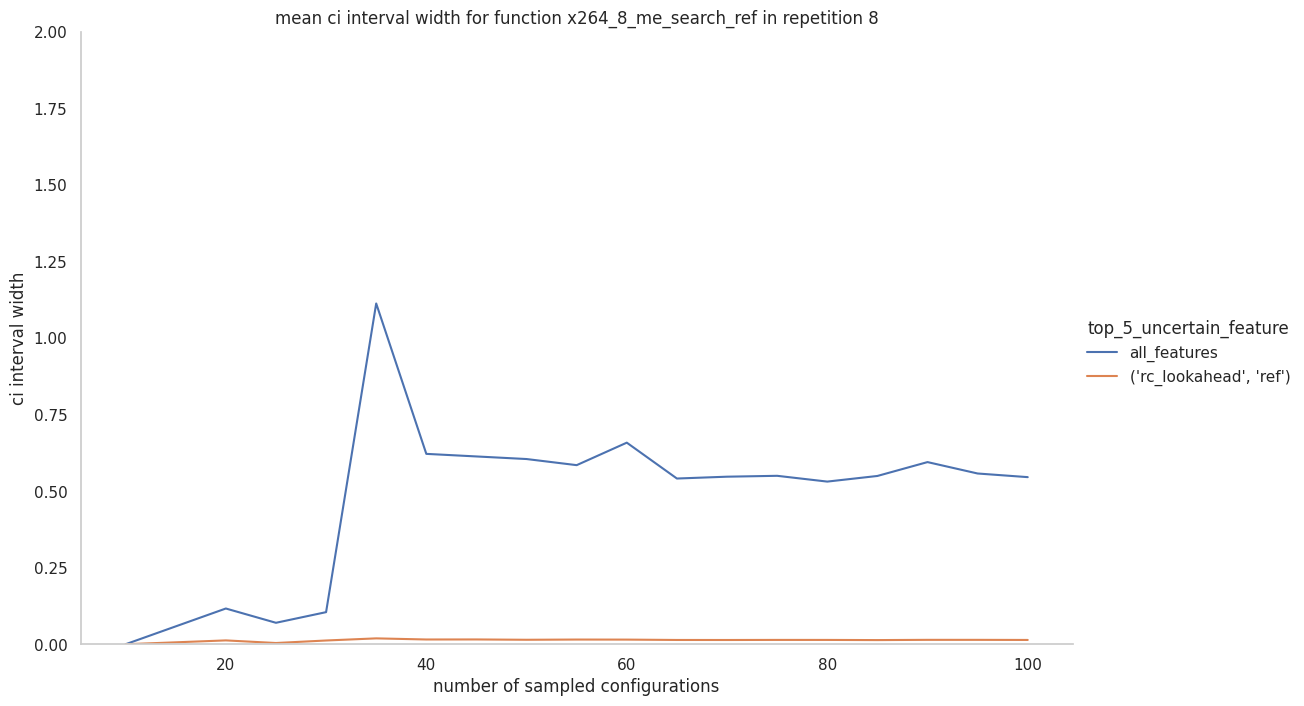 mean ci interval width for function x264_8_me_search_ref in repetition 8
2.00
1.75
1.50
1.25
1.00
0.75
0.50
0.25
0.00
ci interval width
20
40
60
80
100
number of sampled configurations
top_5_uncertain_feature
all_features
('rc_lookahead', 'ref')